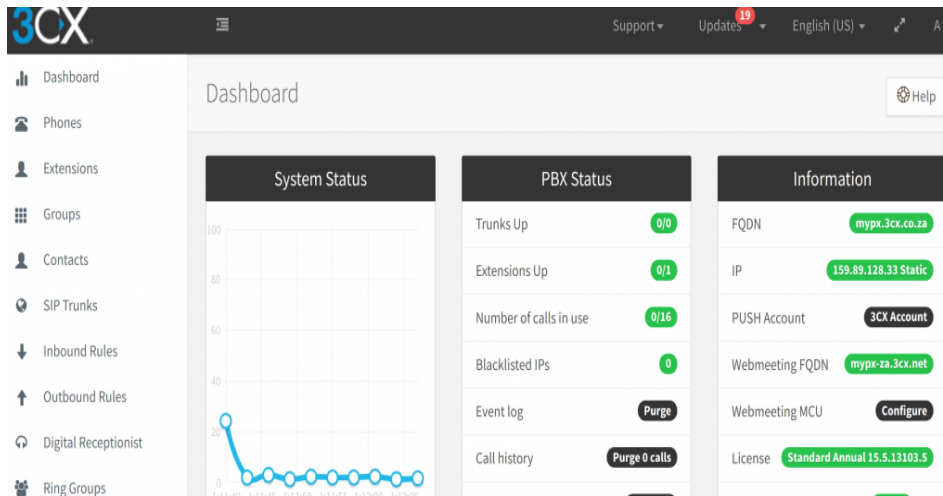 3CX
Support
Updates
19
English (US)
A
Dashboard
Phones
Extensions
Groups
Contacts
SIP Trunks
Inbound Rules
Outbound Rules
Digital Receptionist
Ring Groups
Dashboard
Help
System Status
100
80
60
40
20
0
PBX Status
Trunks Up 0/0
Extensions Up 0/1
Number of calls in use 0/16
Blacklisted IPs 0
Event log Purge
Call history Purge 0 calls
Information
FQDN mypx.3cx.co.za
IP 159.89.128.33 Static
PUSH Account 3CX Account
Webmeeting FQDN mypx-za.3cx.net
Webmeeting MCU Configure
License Standard Annual 15.5.13103.5